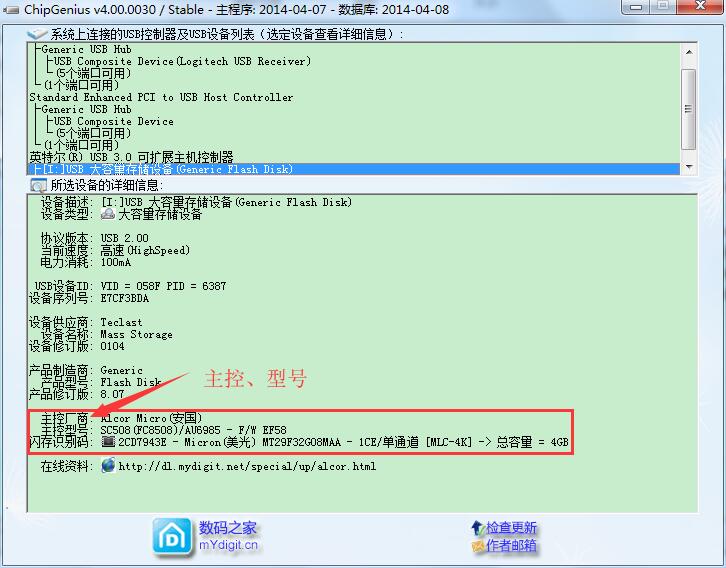 ChipGenius v4.00.0030 / Stable - 主程序: 2014-04-07 - 数据库: 2014-04-08
系统上连接的USB控制器及USB设备列表（选定设备查看详细信息）:
Generic USB Hub
USB Composite Device(Logitech USB Receiver)
(5个端口可用)
(1个端口可用)
Standard Enhanced PCI to USB Host Controller
Generic USB Hub
USB Composite Device
(5个端口可用)
(1个端口可用)
英特尔(R) USB 3.0 可扩展主机控制器
[I:]USB 大容量存储设备(Generic Flash Disk)
所选设备的详细信息:
设备描述: [I:]USB 大容量存储设备(Generic Flash Disk)
设备类型: 大容量存储设备
协议版本: USB 2.00
当前速度: 高速(HighSpeed)
电力消耗: 100mA
USB设备ID: VID = 058F PID = 6387
设备序列号: E7CF3BDA
设备供应商: Teclast
设备名称: Mass Storage
设备修订版: 0104
产品制造商: Generic
产品型号: Flash Disk
产品修订版: 8.07
主控、型号
主控厂商: Alcor Micro(安国)
主控型号: SC508(FC8508)/AU6985 - F/W EF58
闪存识别码: 2CD7943E - Micron(美光) MT29F32G08MAA - 1CE/单通道 [MLC-4K] -> 总容量 = 4GB
在线资料: http://dl.mydigit.net/special/up/alcor.html
数码之家
mYdigit.cn
检查更新
作者邮箱